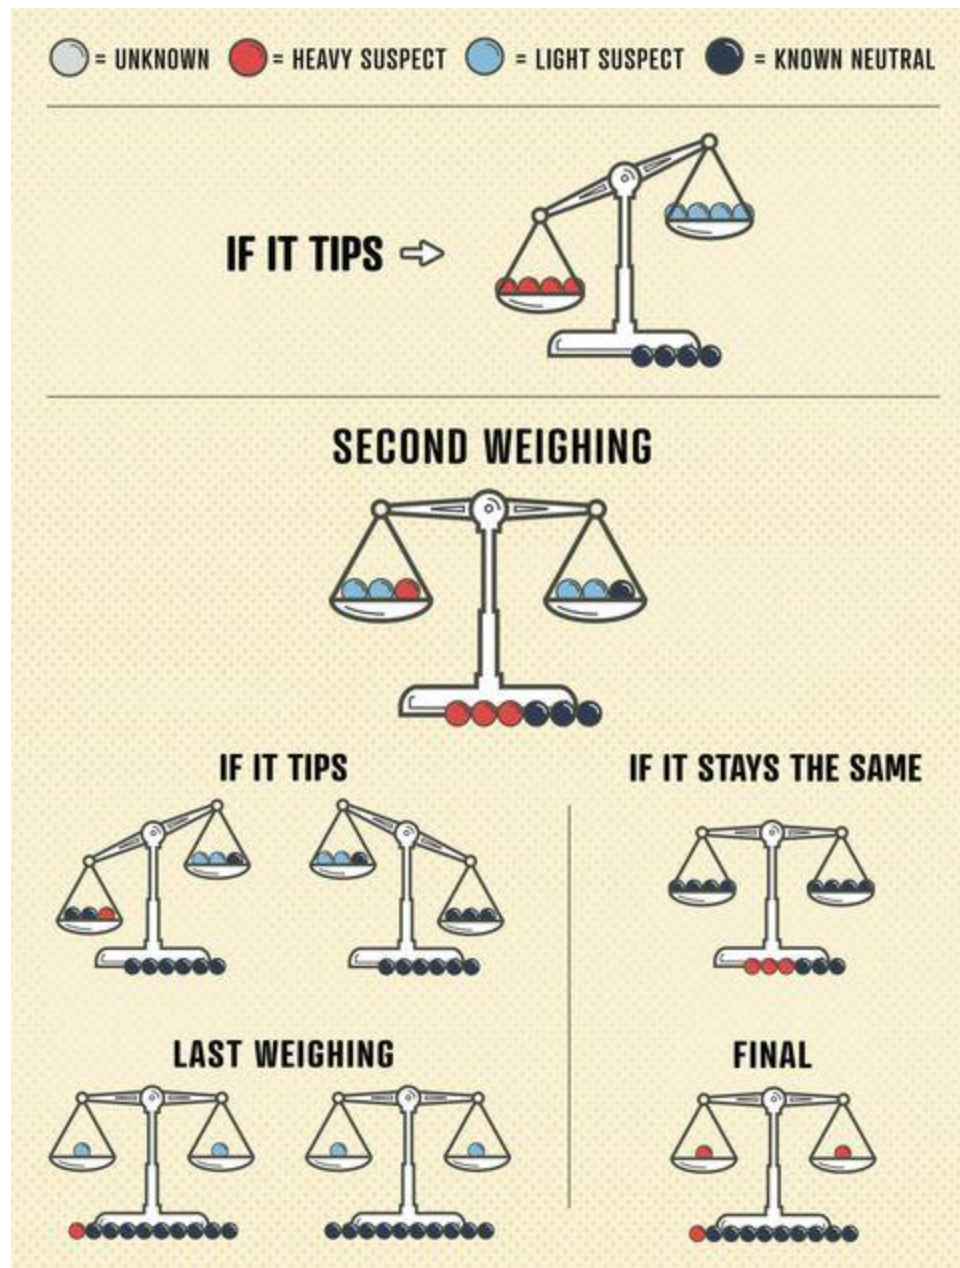 = UNKNOWN = HEAVY SUSPECT = LIGHT SUSPECT = KNOWN NEUTRAL
IF IT TIPS
SECOND WEIGHING
IF IT TIPS
IF IT STAYS THE SAME
LAST WEIGHING
FINAL